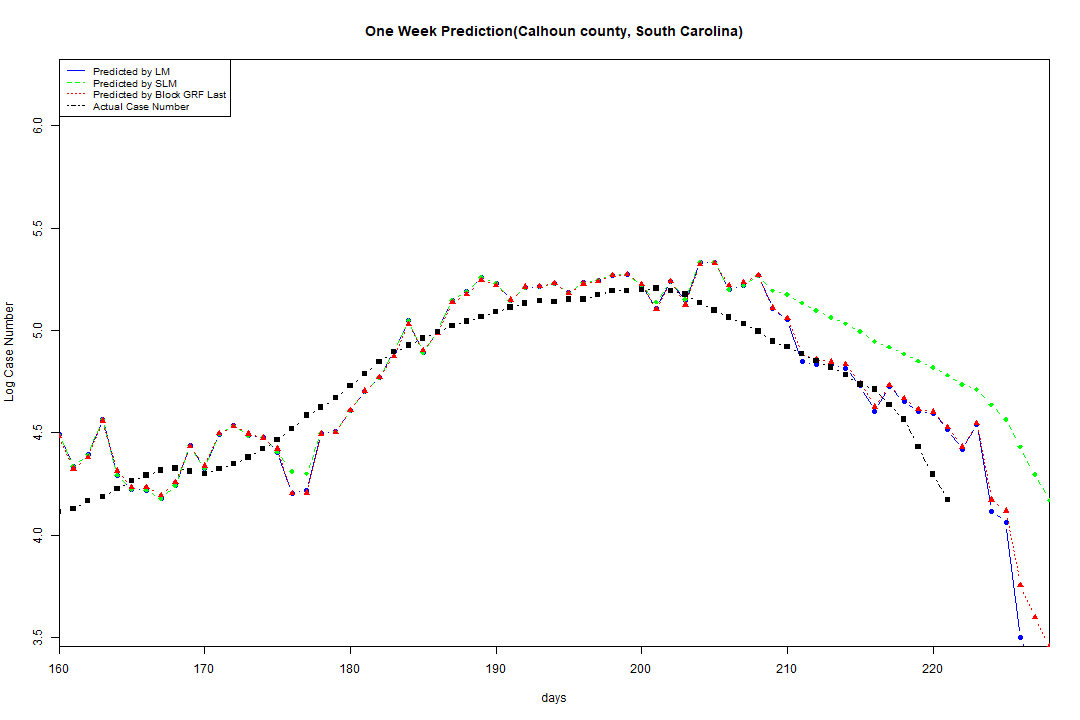 One Week Prediction(Calhoun county, South Carolina)
Predicted by LM
Predicted by SLM
Predicted by Block GRF Last
Actual Case Number
6.0
5.5
5.0
4.5
4.0
3.5
Log Case Number
160 170 180 190 200 210 220
days